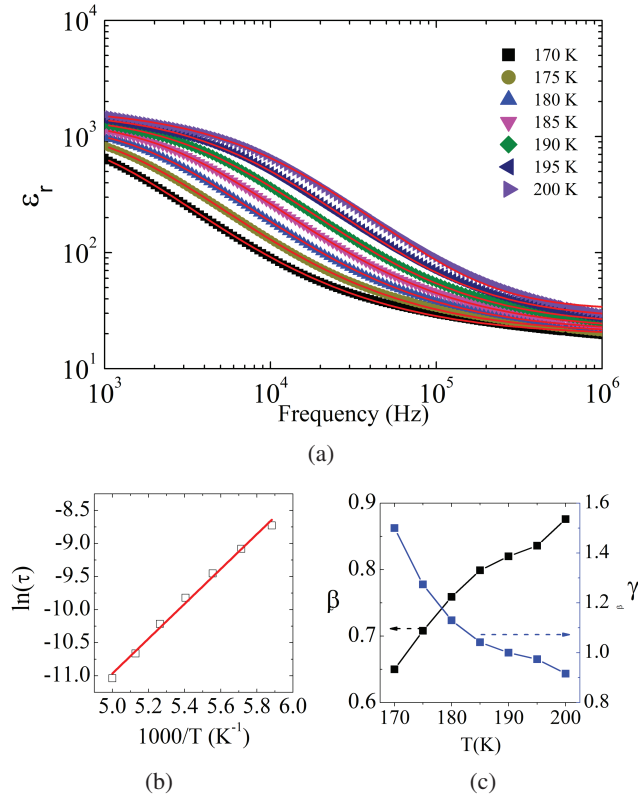 10^4
10^3
10^2
10^1
ε_r
170 K
175 K
180 K
185 K
190 K
195 K
200 K
10^3 10^4 10^5 10^6
Frequency (Hz)
(a)
-8.5
-9.0
-9.5
-10.0
-10.5
-11.0
ln(τ)
5.0 5.2 5.4 5.6 5.8 6.0
1000/T (K^-1)
(b)
0.9
0.8
0.7
0.6
β
1.6
1.4
1.2
1.0
0.8
γ
170 180 190 200
T(K)
(c)